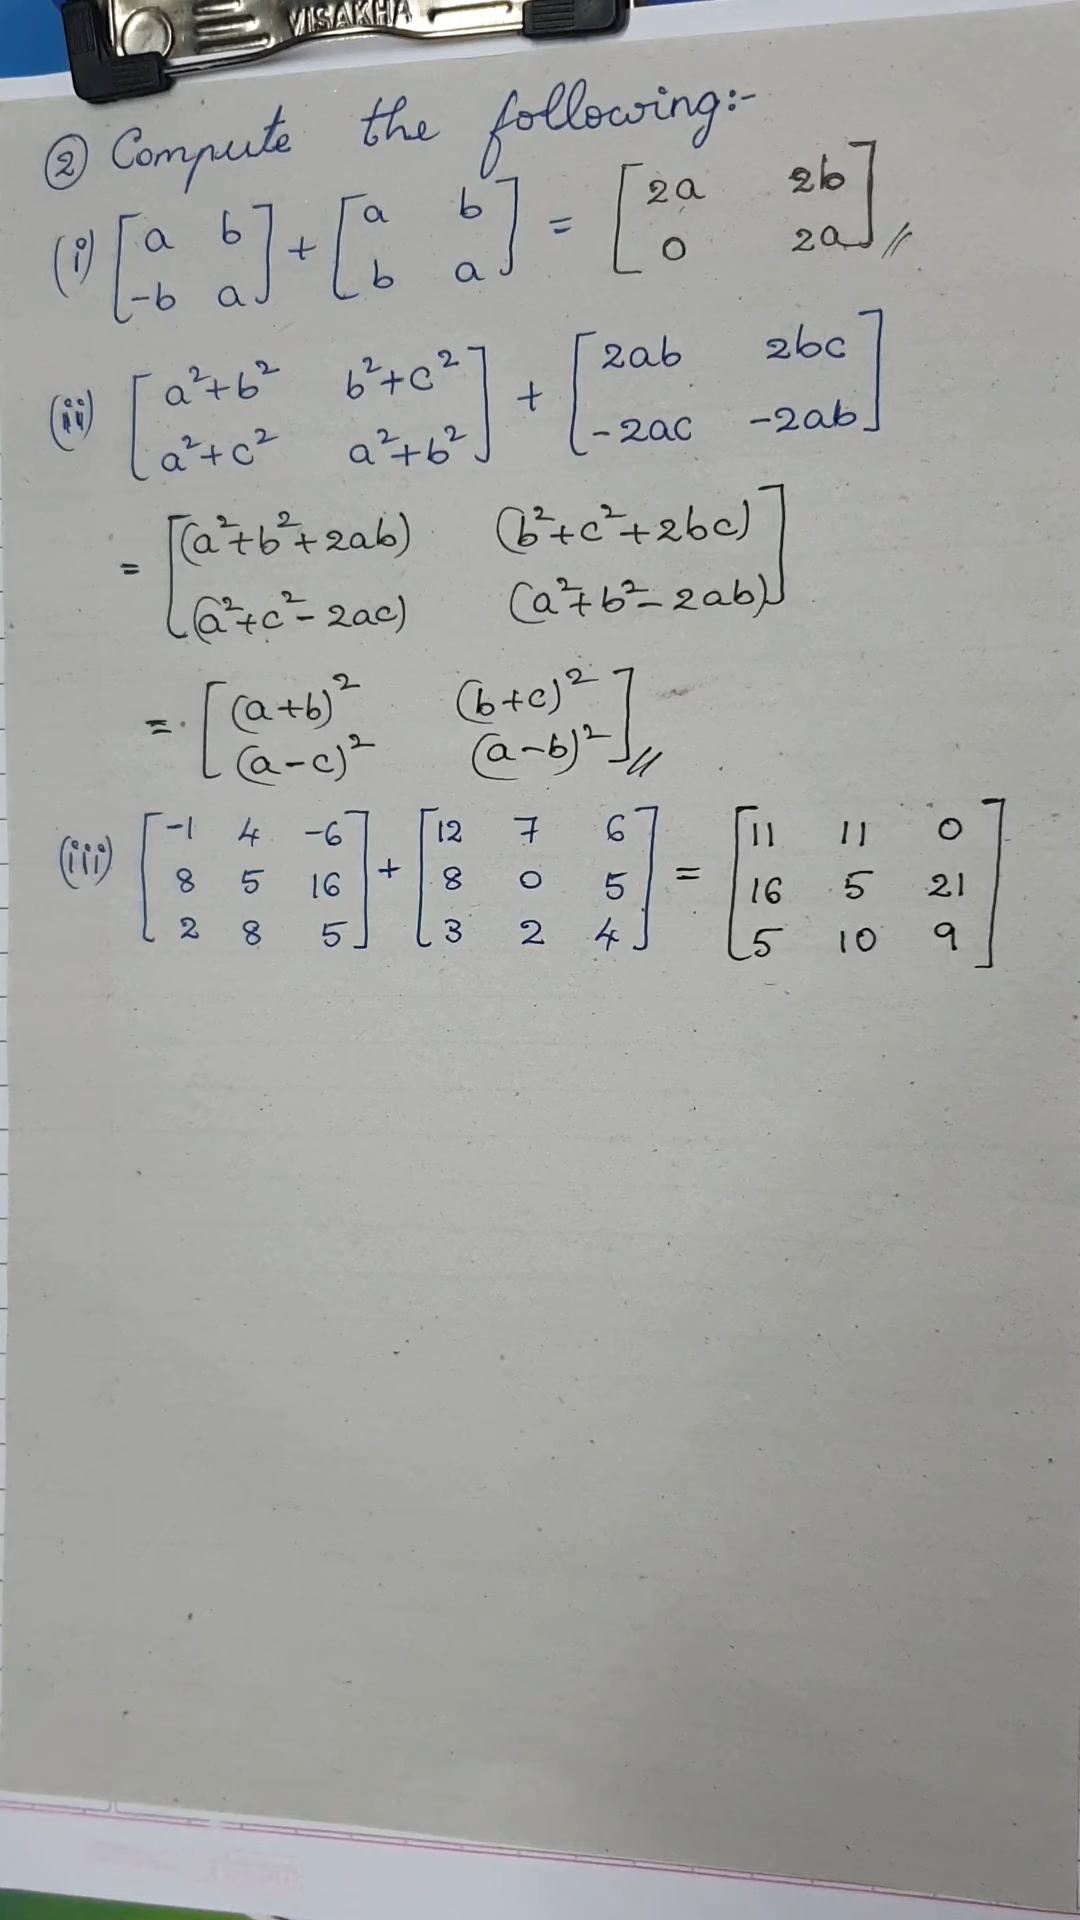 VISAKHA
② Compute the following:-
(i) [a b; -b a] + [a b; b a] = [2a 2b; 0 2a]//
(ii) [a²+b² b²+c²; a²+c² a²+b²] + [2ab 2bc; -2ac -2ab]
= [(a²+b²+2ab) (b²+c²+2bc); (a²+c²-2ac) (a²+b²-2ab)]
= [(a+b)² (b+c)²; (a-c)² (a-b)²]//
(iii) [-1 4 -6; 8 5 16; 2 8 5] + [12 7 6; 8 0 5; 3 2 4] = [11 11 0; 16 5 21; 5 10 9]